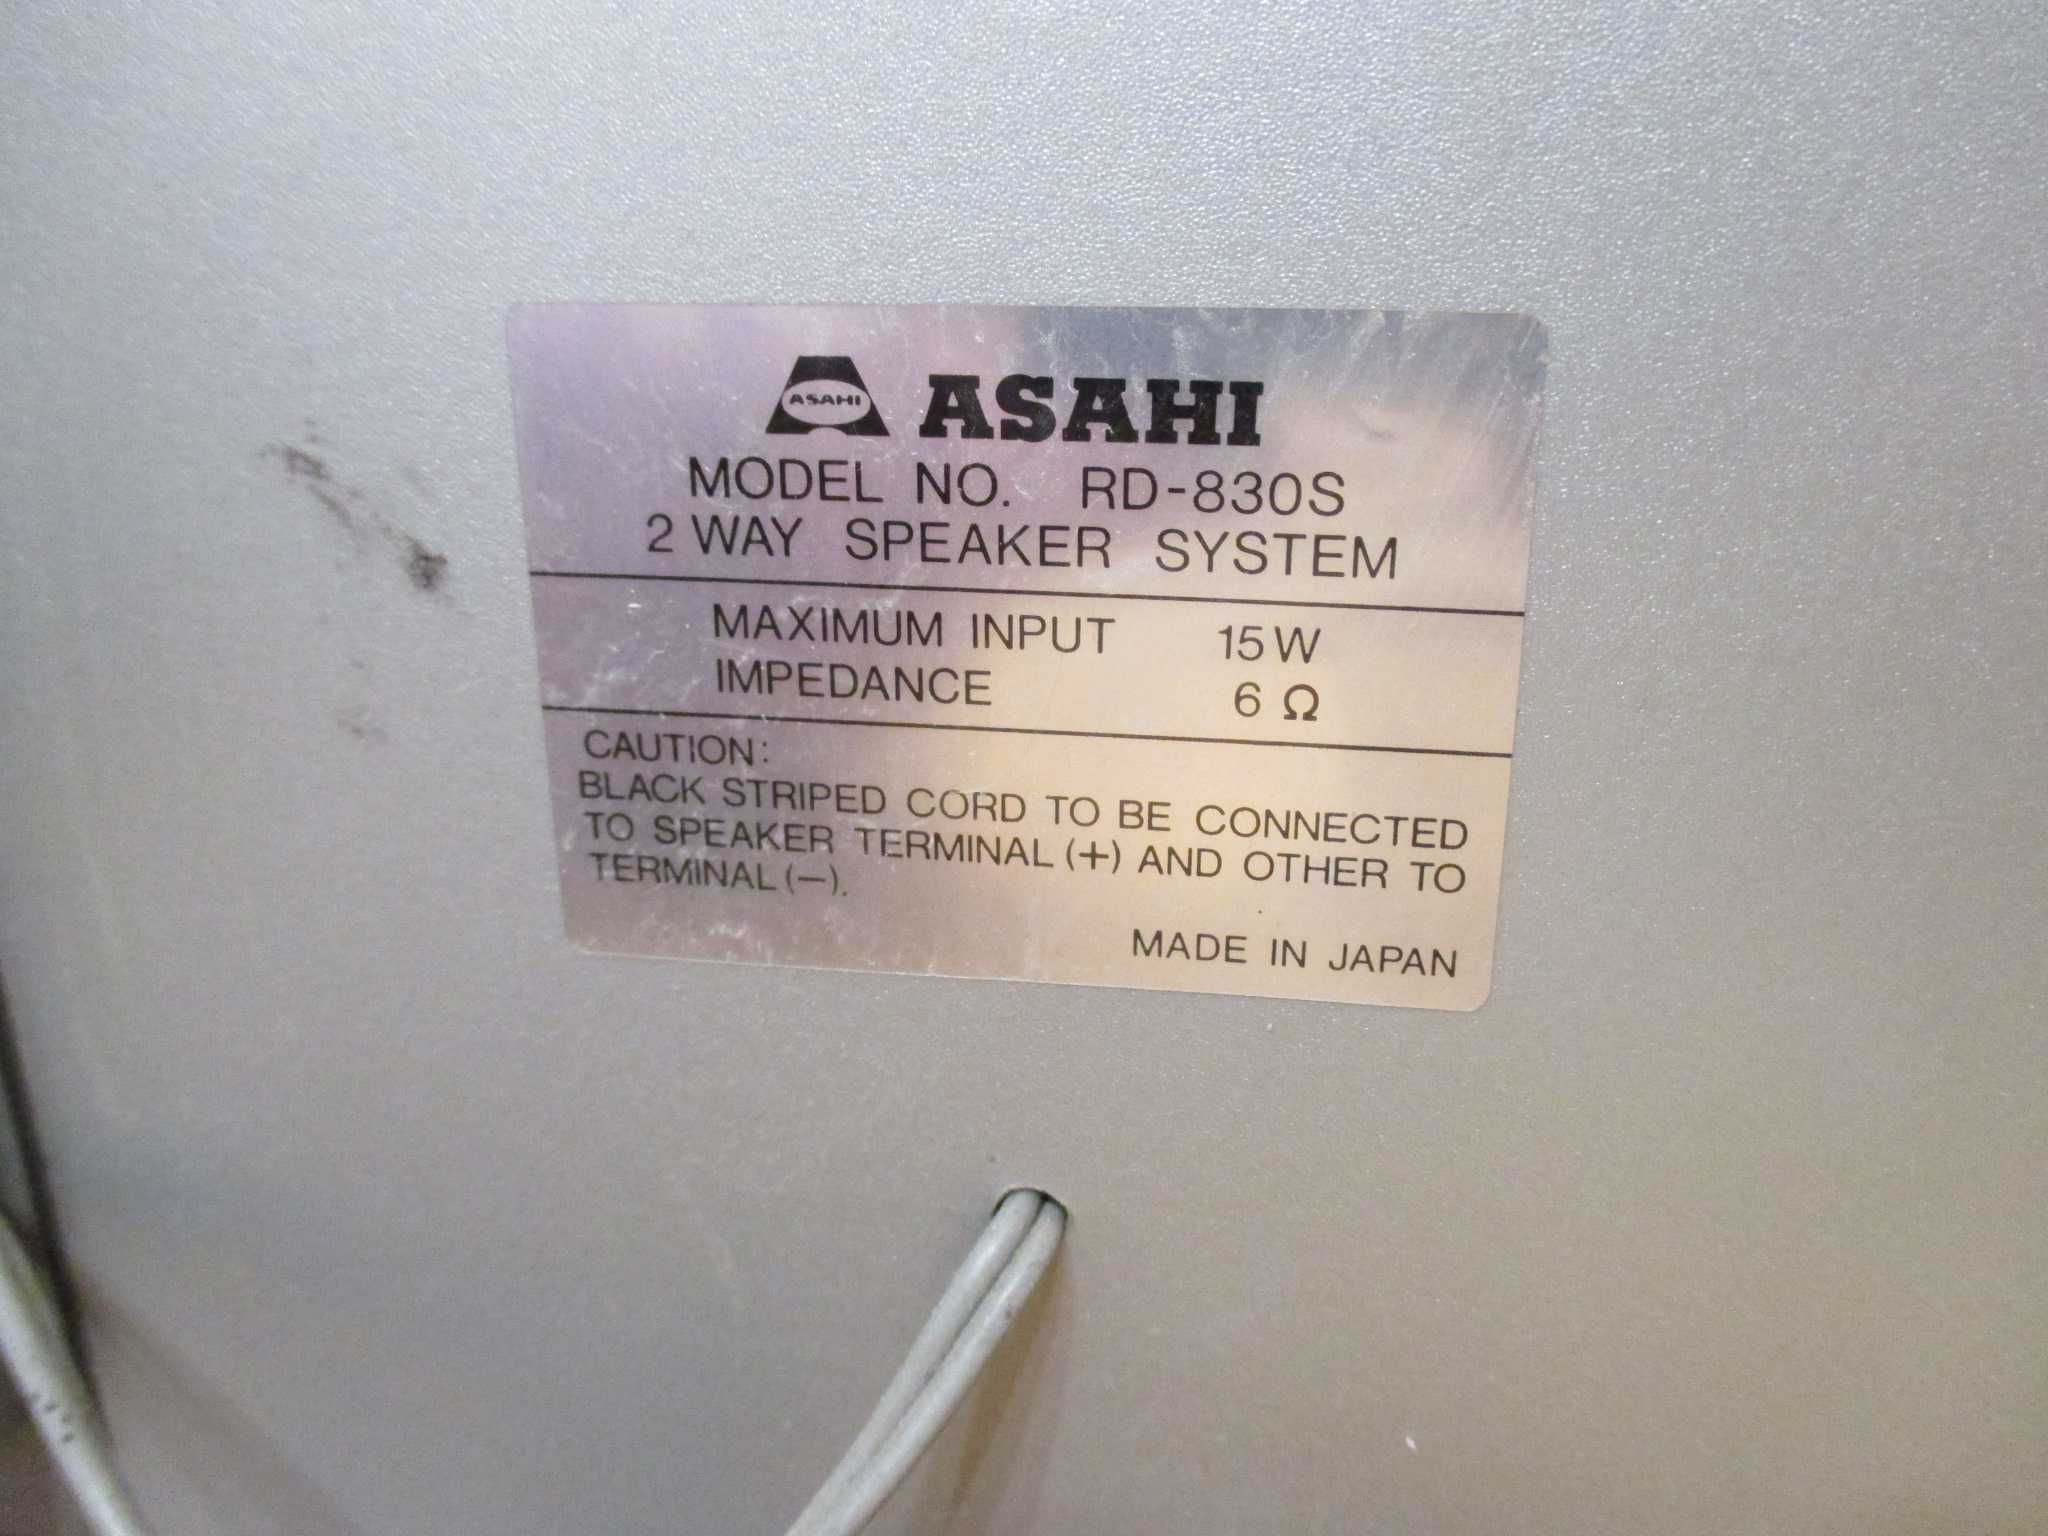 ASAHI ASAHI
MODEL NO. RD-830S
2 WAY SPEAKER SYSTEM
MAXIMUM INPUT 15 W
IMPEDANCE 6 Ω
CAUTION:
BLACK STRIPED CORD TO BE CONNECTED
TO SPEAKER TERMINAL (+) AND OTHER TO
TERMINAL (−).
MADE IN JAPAN